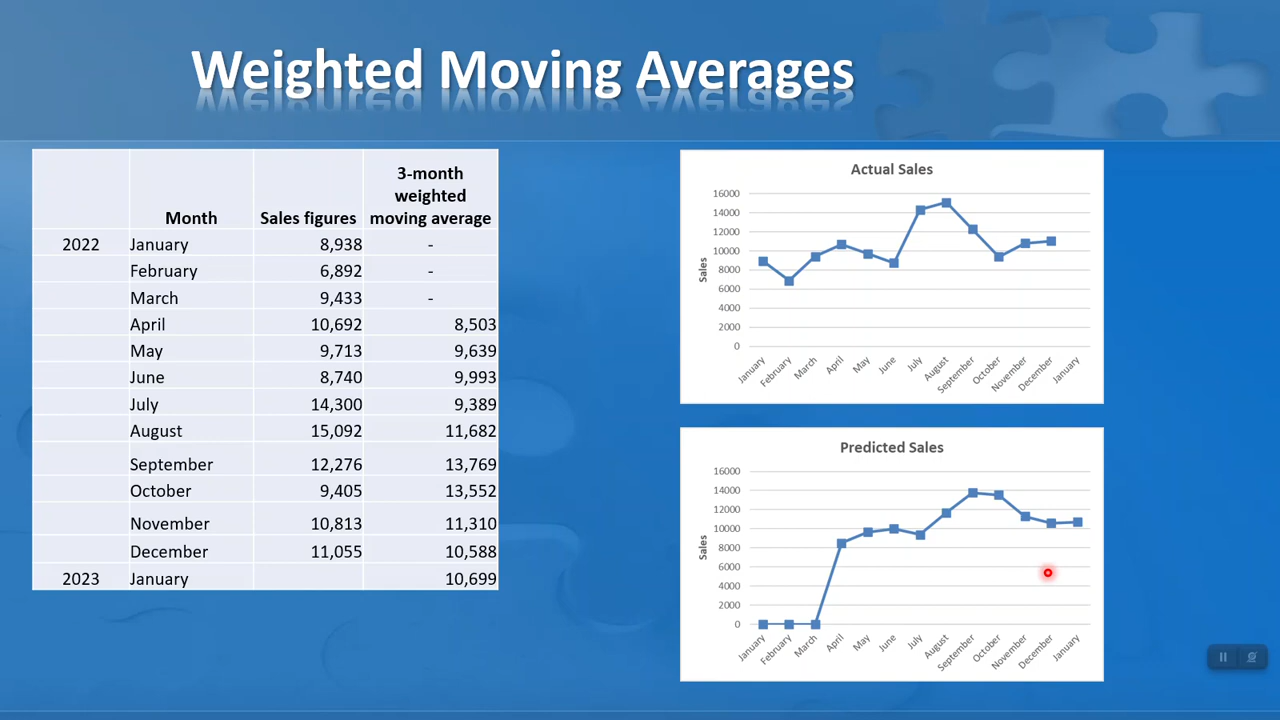 Weighted Moving Averages
3-month
weighted
Month Sales figures moving average
2022 January 8,938 -
February 6,892 -
March 9,433 -
April 10,692 8,503
May 9,713 9,639
June 8,740 9,993
July 14,300 9,389
August 15,092 11,682
September 12,276 13,769
October 9,405 13,552
November 10,813 11,310
December 11,055 10,588
2023 January 10,699
Actual Sales
16000
14000
12000
10000
8000
6000
4000
2000
0
Sales
January February March April May June July August September October November December January
Predicted Sales
16000
14000
12000
10000
8000
6000
4000
2000
0
Sales
January February March April May June July August September October November December January